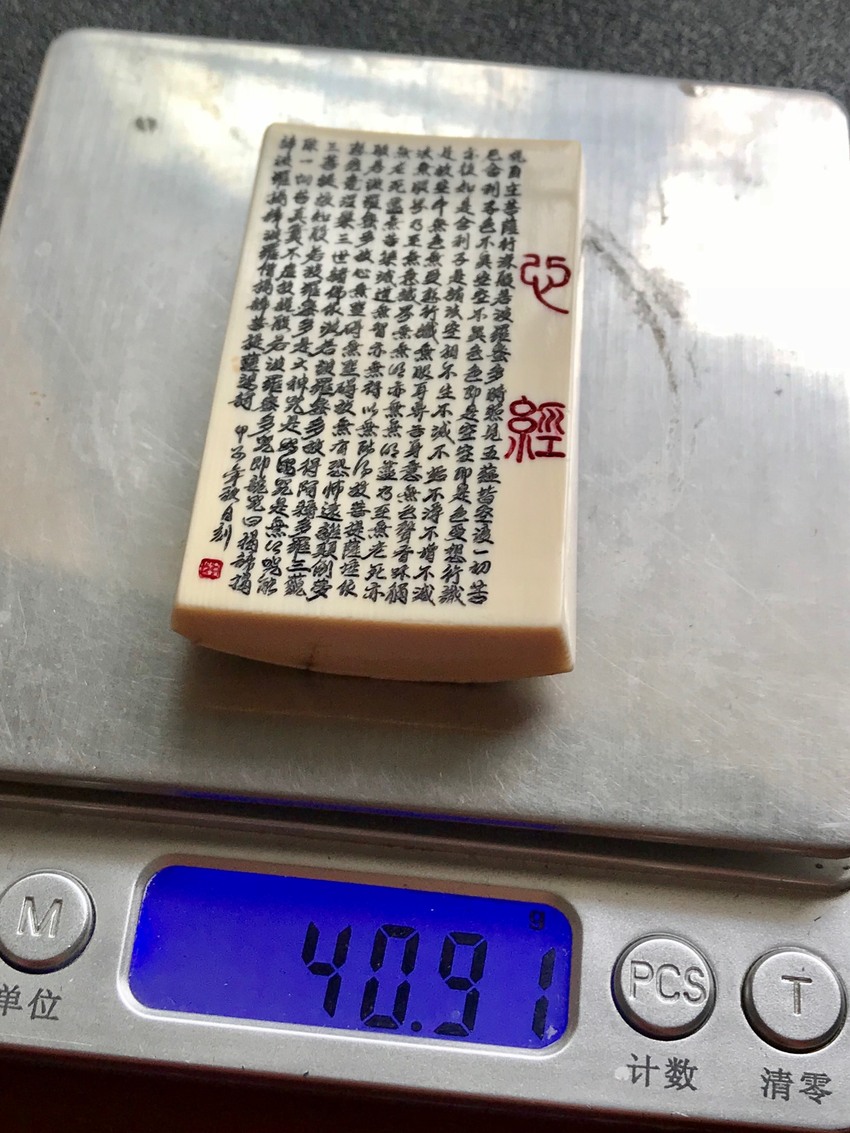 心經
觀自在菩薩行深般若波羅蜜多時照見五蘊皆空度一切苦
厄舍利子色不異空空不異色色即是空空即是色受想行識
亦復如是舍利子是諸法空相不生不滅不垢不淨不增不減
是故空中無色無受想行識無眼耳鼻舌身意無色聲香味觸
法無眼界乃至無意識界無無明亦無無明盡乃至無老死亦
無老死盡無苦集滅道無智亦無得以無所得故菩提薩埵依
般若波羅蜜多故心無罣礙無罣礙故無有恐怖遠離顛倒夢
想究竟涅槃三世諸佛依般若波羅蜜多故得阿耨多羅三藐
三菩提故知般若波羅蜜多是大神咒是大明咒是無上咒能
除一切苦真實不虛故說般若波羅蜜多咒即說咒曰揭諦揭
諦波羅揭諦波羅僧揭諦菩提薩婆訶 甲子年秋月刻
g
40.91
M
单位
PCS
计数
T
清零